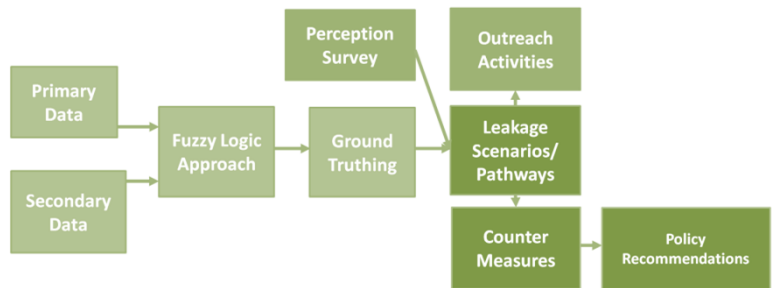 Perception
Survey
Outreach
Activities
Primary
Data
Fuzzy Logic
Approach
Ground
Truthing
Leakage
Scenarios/
Pathways
Secondary
Data
Counter
Measures
Policy
Recommendations